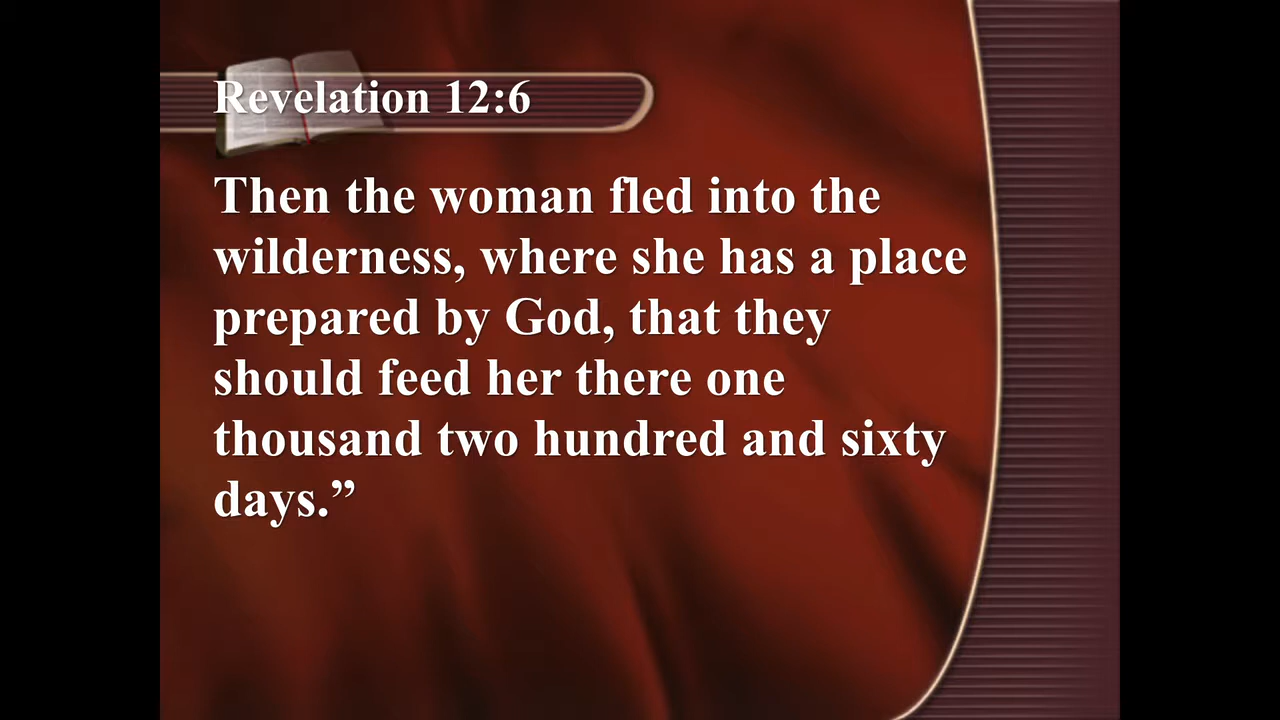 Revelation 12:6
Then the woman fled into the
wilderness, where she has a place
prepared by God, that they
should feed her there one
thousand two hundred and sixty
days.”